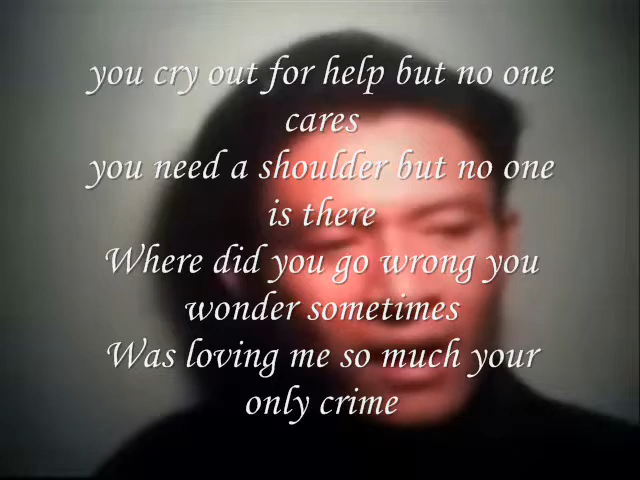 you cry out for help but no one
cares
you need a shoulder but no one
is there
Where did you go wrong you
wonder sometimes
Was loving me so much your
only crime